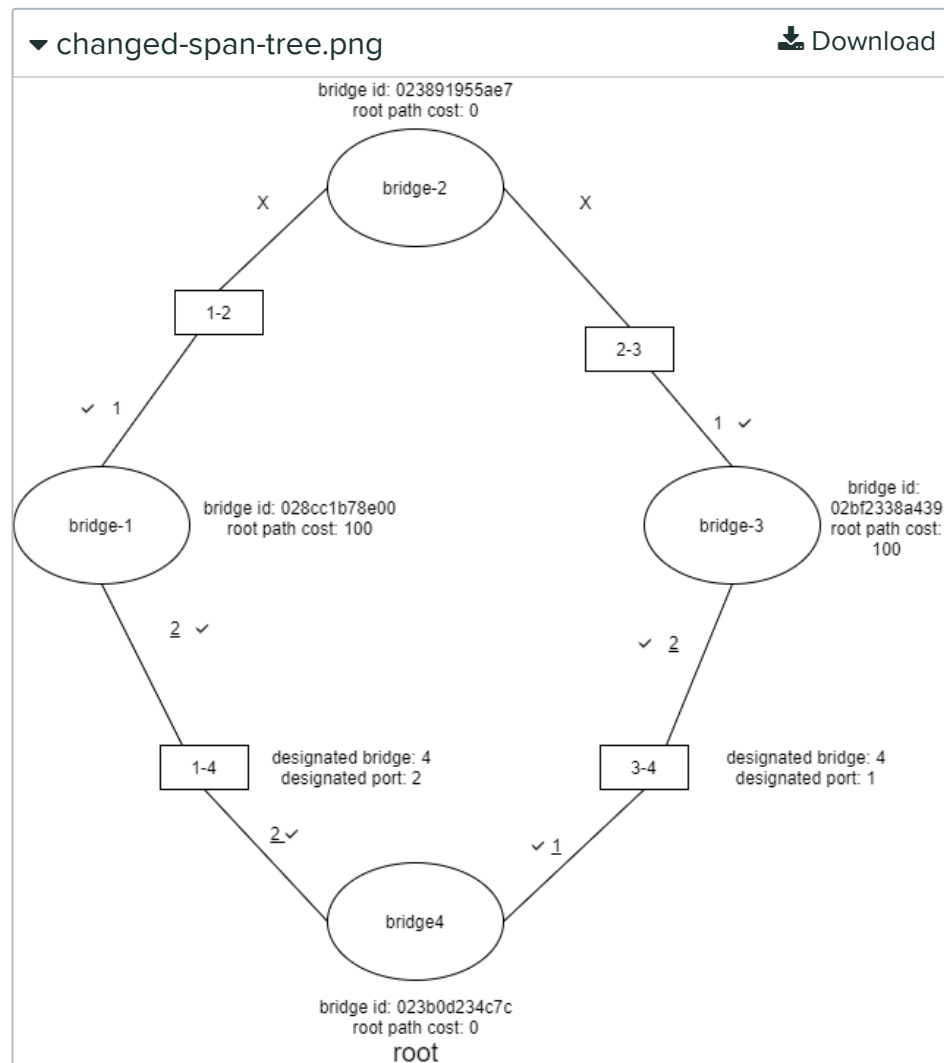 changed-span-tree.png
Download
bridge id: 023891955ae7
root path cost: 0
bridge-2
X
X
1-2
2-3
1
1
bridge-1
bridge id: 028cc1b78e00
root path cost: 100
bridge-3
bridge id:
02bf2338a439
root path cost:
100
2
2
1-4
designated bridge: 4
designated port: 2
3-4
designated bridge: 4
designated port: 1
2
1
bridge4
bridge id: 023b0d234c7c
root path cost: 0
root